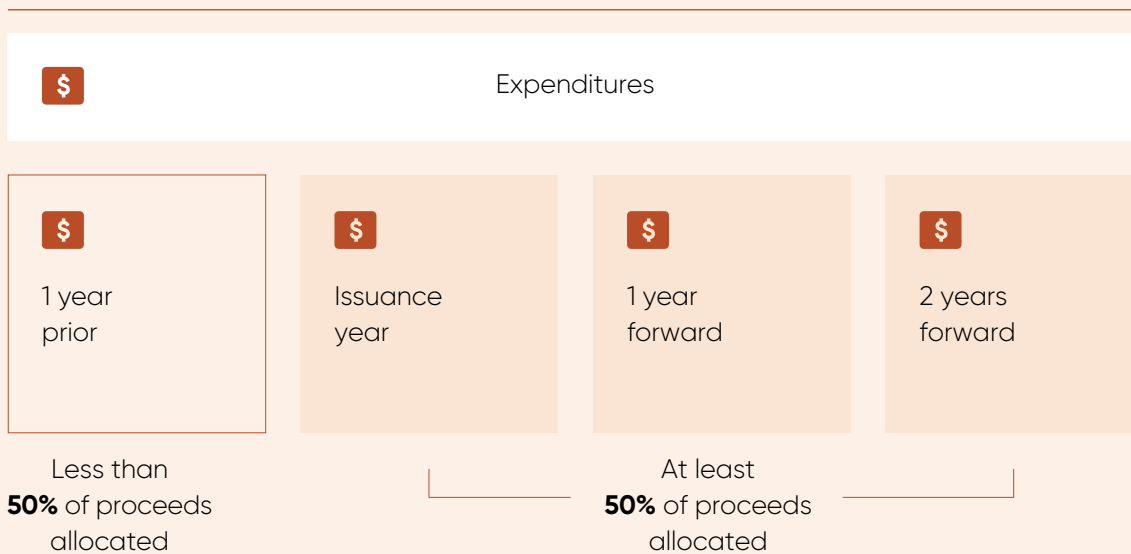 $
Expenditures
$
1 year
prior
$
Issuance
year
$
1 year
forward
$
2 years
forward
Less than
50% of proceeds
allocated
At least
50% of proceeds
allocated